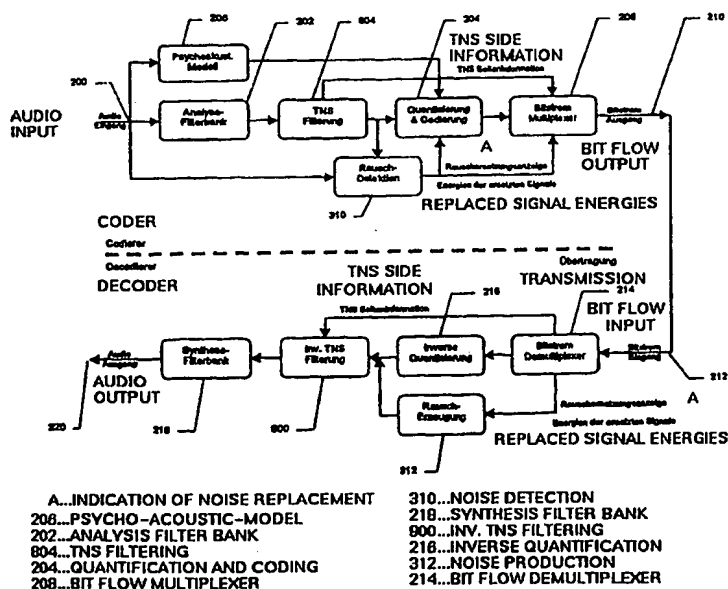 206
202
804
204
208
210
TNS SIDE
INFORMATION
TNS Seiteninformation
200
Psychoakust.
Modell
AUDIO
INPUT
Audio
Eingang
Analyse-
Filterbank
TNS
Filterung
Quantisierung
& Codierung
Bitstrom
Multiplexer
Bitstrom
Ausgang
A
BIT FLOW
OUTPUT
Rausch-
Detektion
Rauschersetzungsanzeige
Energien der ersetzten Signale
310
REPLACED SIGNAL ENERGIES
CODER
Codierer
Decodierer
DECODER
Übertragung
TNS SIDE
INFORMATION
TRANSMISSION
216
214
BIT FLOW
INPUT
TNS Seiteninformation
Audio
Ausgang
Synthese-
Filterbank
Inv. TNS
Filterung
Inverse
Quantisierung
Bitstrom
Demultiplexer
Bitstrom
Eingang
212
AUDIO
OUTPUT
A
Rausch-
Erzeugung
Rauschersetzungsanzeige
Energien der ersetzten Signale
REPLACED SIGNAL ENERGIES
220
218
900
312
A...INDICATION OF NOISE REPLACEMENT
206...PSYCHO-ACOUSTIC-MODEL
202...ANALYSIS FILTER BANK
804...TNS FILTERING
204...QUANTIFICATION AND CODING
208...BIT FLOW MULTIPLEXER
310...NOISE DETECTION
218...SYNTHESIS FILTER BANK
900...INV. TNS FILTERING
216...INVERSE QUANTIFICATION
312...NOISE PRODUCTION
214...BIT FLOW DEMULTIPLEXER